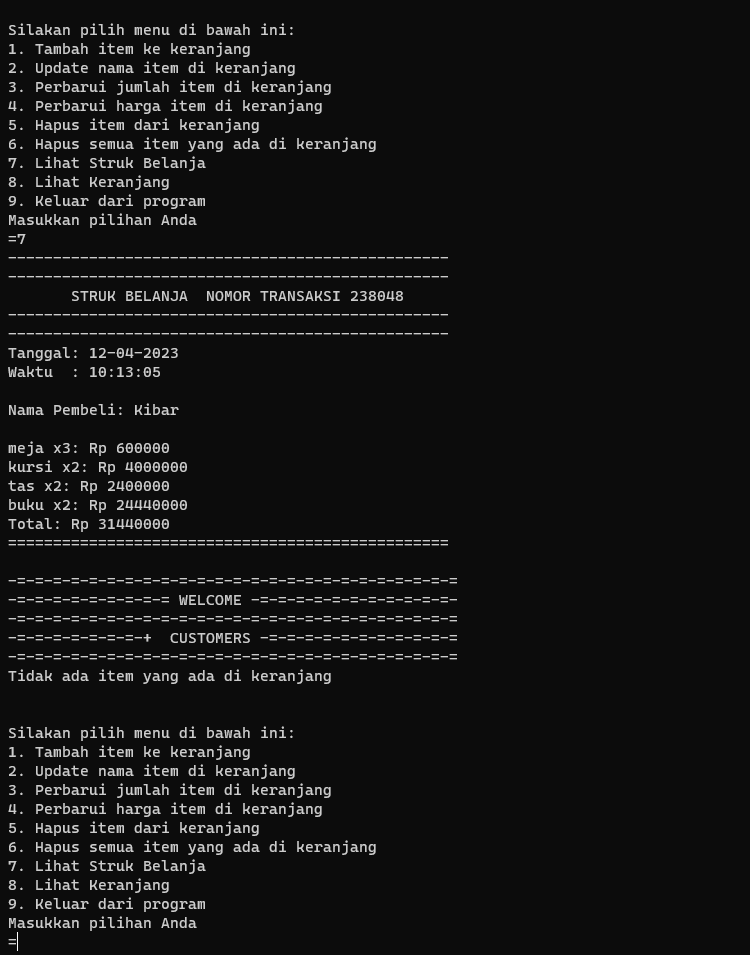 Silakan pilih menu di bawah ini:
1. Tambah item ke keranjang
2. Update nama item di keranjang
3. Perbarui jumlah item di keranjang
4. Perbarui harga item di keranjang
5. Hapus item dari keranjang
6. Hapus semua item yang ada di keranjang
7. Lihat Struk Belanja
8. Lihat Keranjang
9. Keluar dari program
Masukkan pilihan Anda
=7
-------------------------------------------------
-------------------------------------------------
       STRUK BELANJA  NOMOR TRANSAKSI 238048
-------------------------------------------------
-------------------------------------------------
Tanggal: 12-04-2023
Waktu  : 10:13:05
Nama Pembeli: Kibar
meja x3: Rp 600000
kursi x2: Rp 4000000
tas x2: Rp 2400000
buku x2: Rp 24440000
Total: Rp 31440000
=================================================
-=-=-=-=-=-=-=-=-=-=-=-=-=-=-=-=-=-=-=-=-=-=-=-=-=
-=-=-=-=-=-=-=-=-= WELCOME -=-=-=-=-=-=-=-=-=-=-=-
-=-=-=-=-=-=-=-=-=-=-=-=-=-=-=-=-=-=-=-=-=-=-=-=-=
-=-=-=-=-=-=-=-+  CUSTOMERS -=-=-=-=-=-=-=-=-=-=-=
-=-=-=-=-=-=-=-=-=-=-=-=-=-=-=-=-=-=-=-=-=-=-=-=-=
Tidak ada item yang ada di keranjang
Silakan pilih menu di bawah ini:
1. Tambah item ke keranjang
2. Update nama item di keranjang
3. Perbarui jumlah item di keranjang
4. Perbarui harga item di keranjang
5. Hapus item dari keranjang
6. Hapus semua item yang ada di keranjang
7. Lihat Struk Belanja
8. Lihat Keranjang
9. Keluar dari program
Masukkan pilihan Anda
=